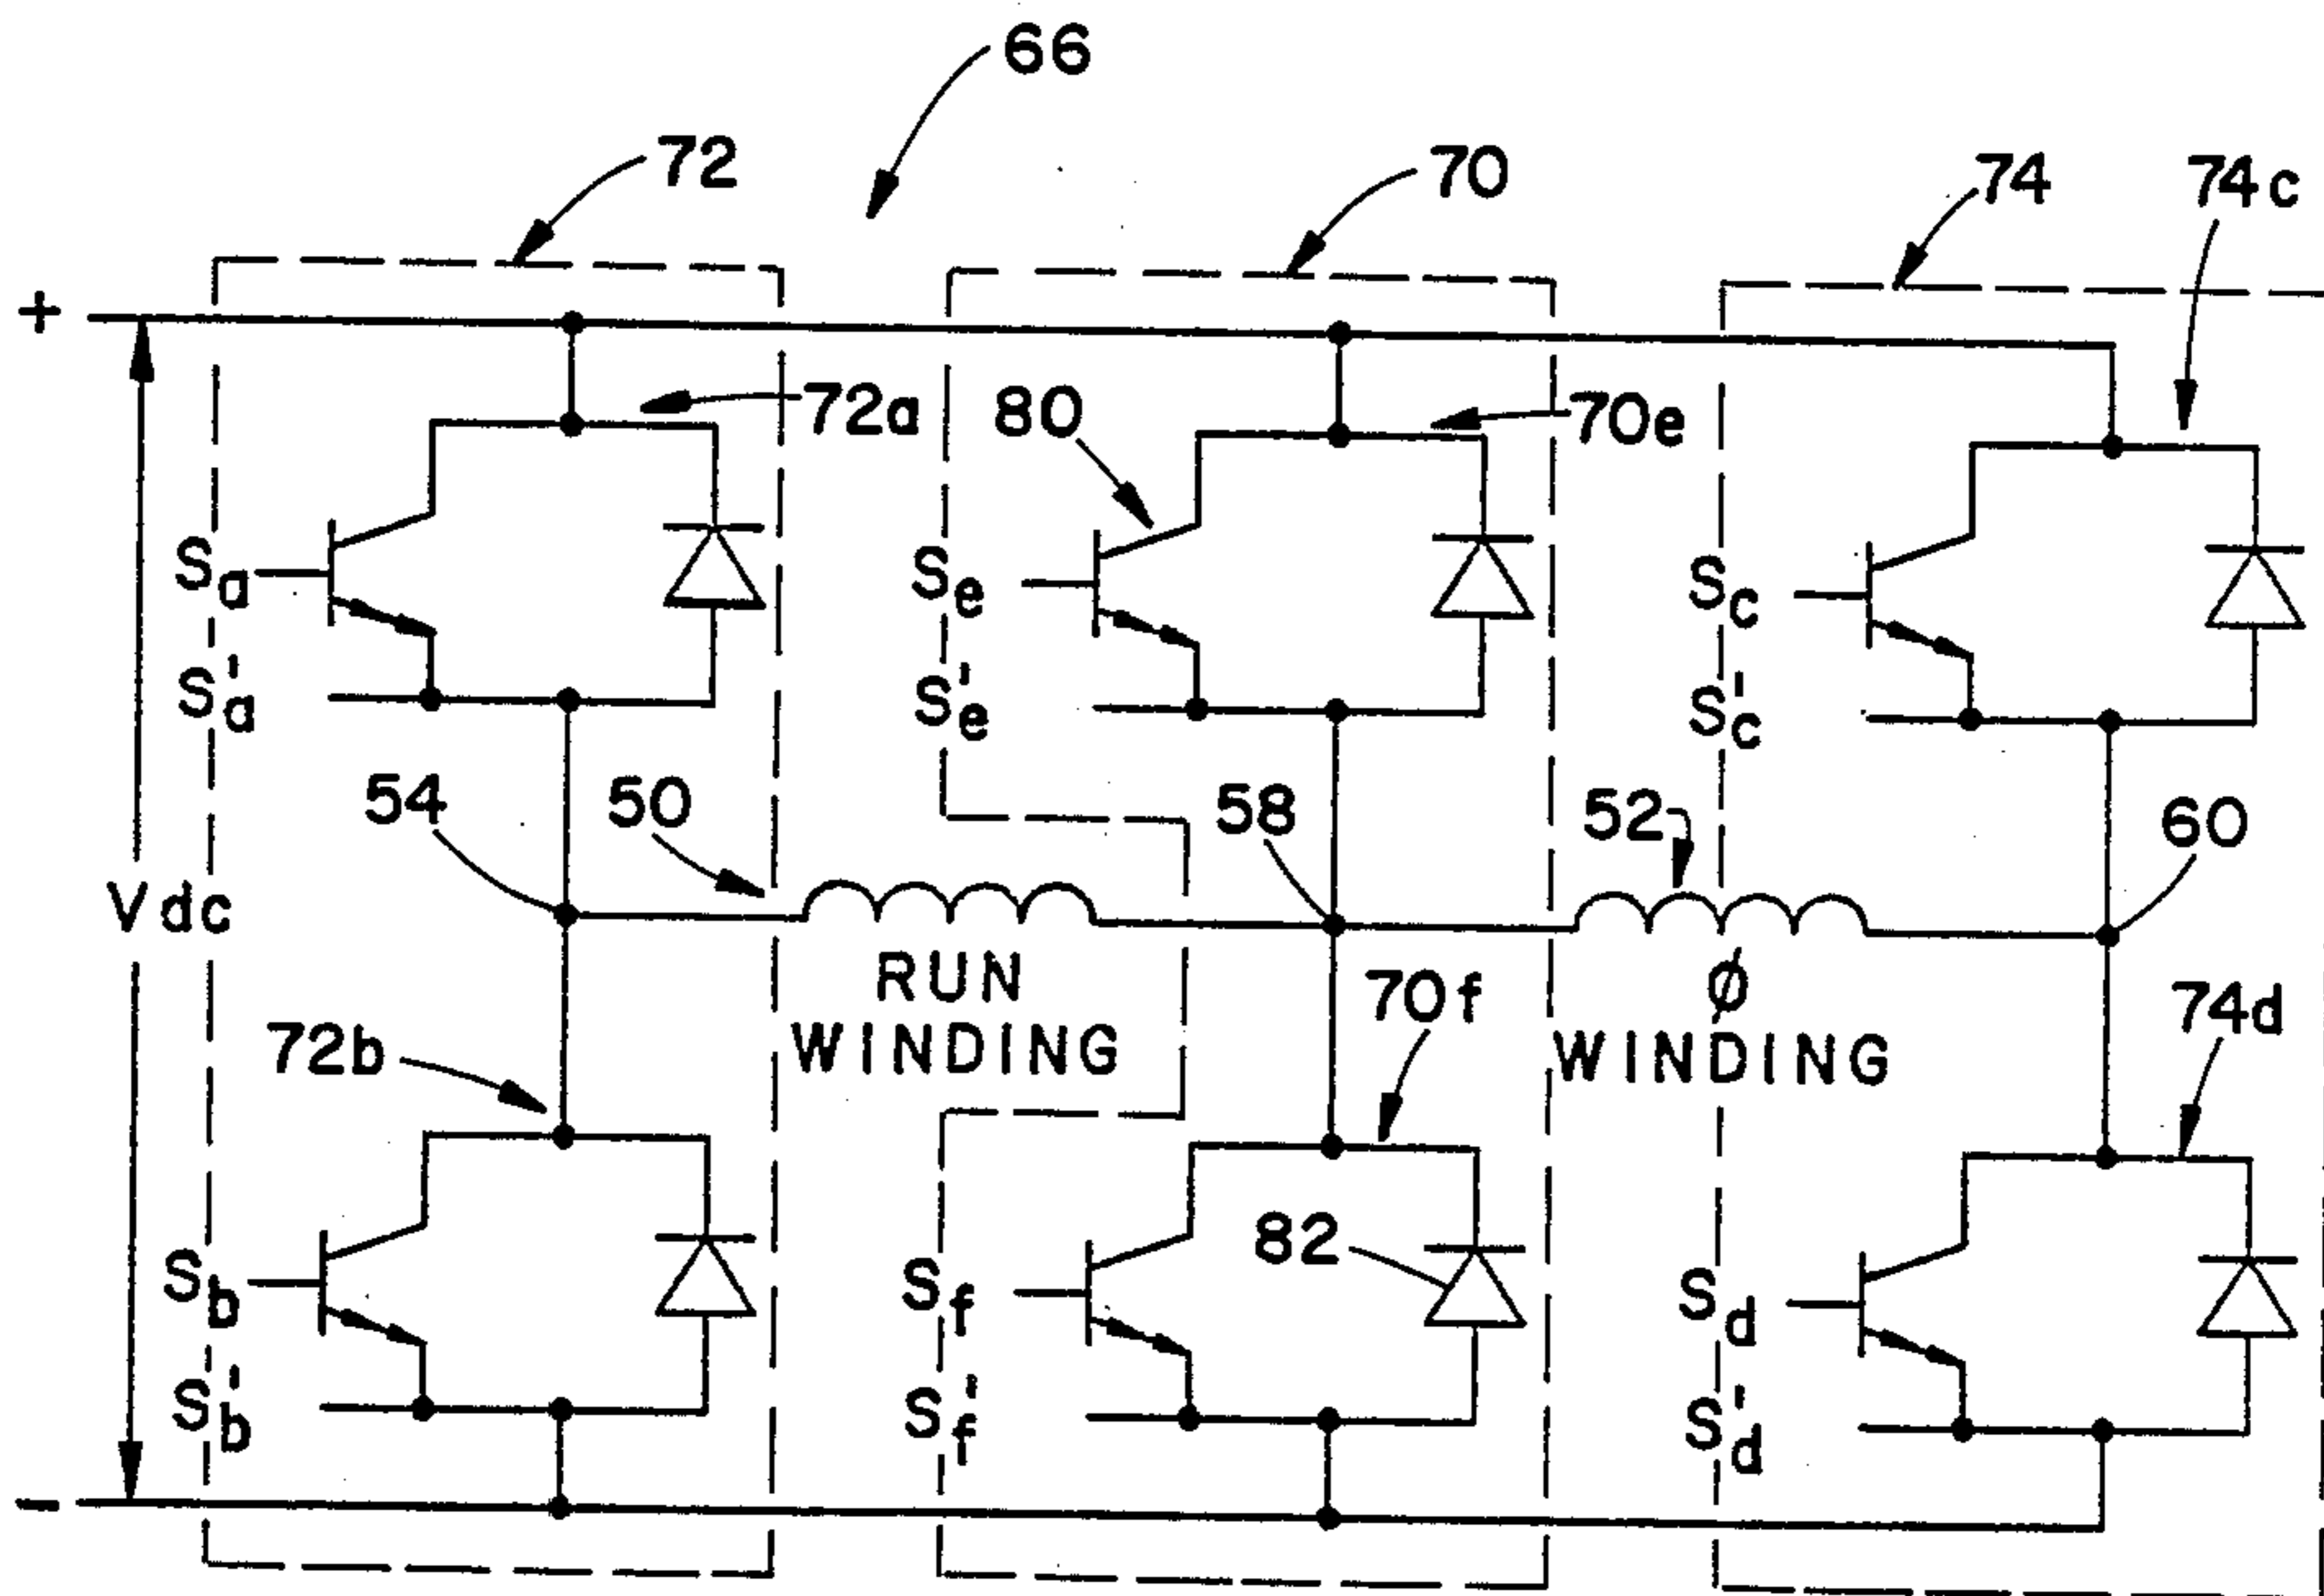 66
72
70
74
74c
+
72a
80
70e
Sa
Se
Sc
S'a
S'e
S'c
54
50
58
52
60
Vdc
RUN
WINDING
Ø
WINDING
70f
74d
72b
82
Sb
Sf
Sd
S'b
S'f
S'd
-